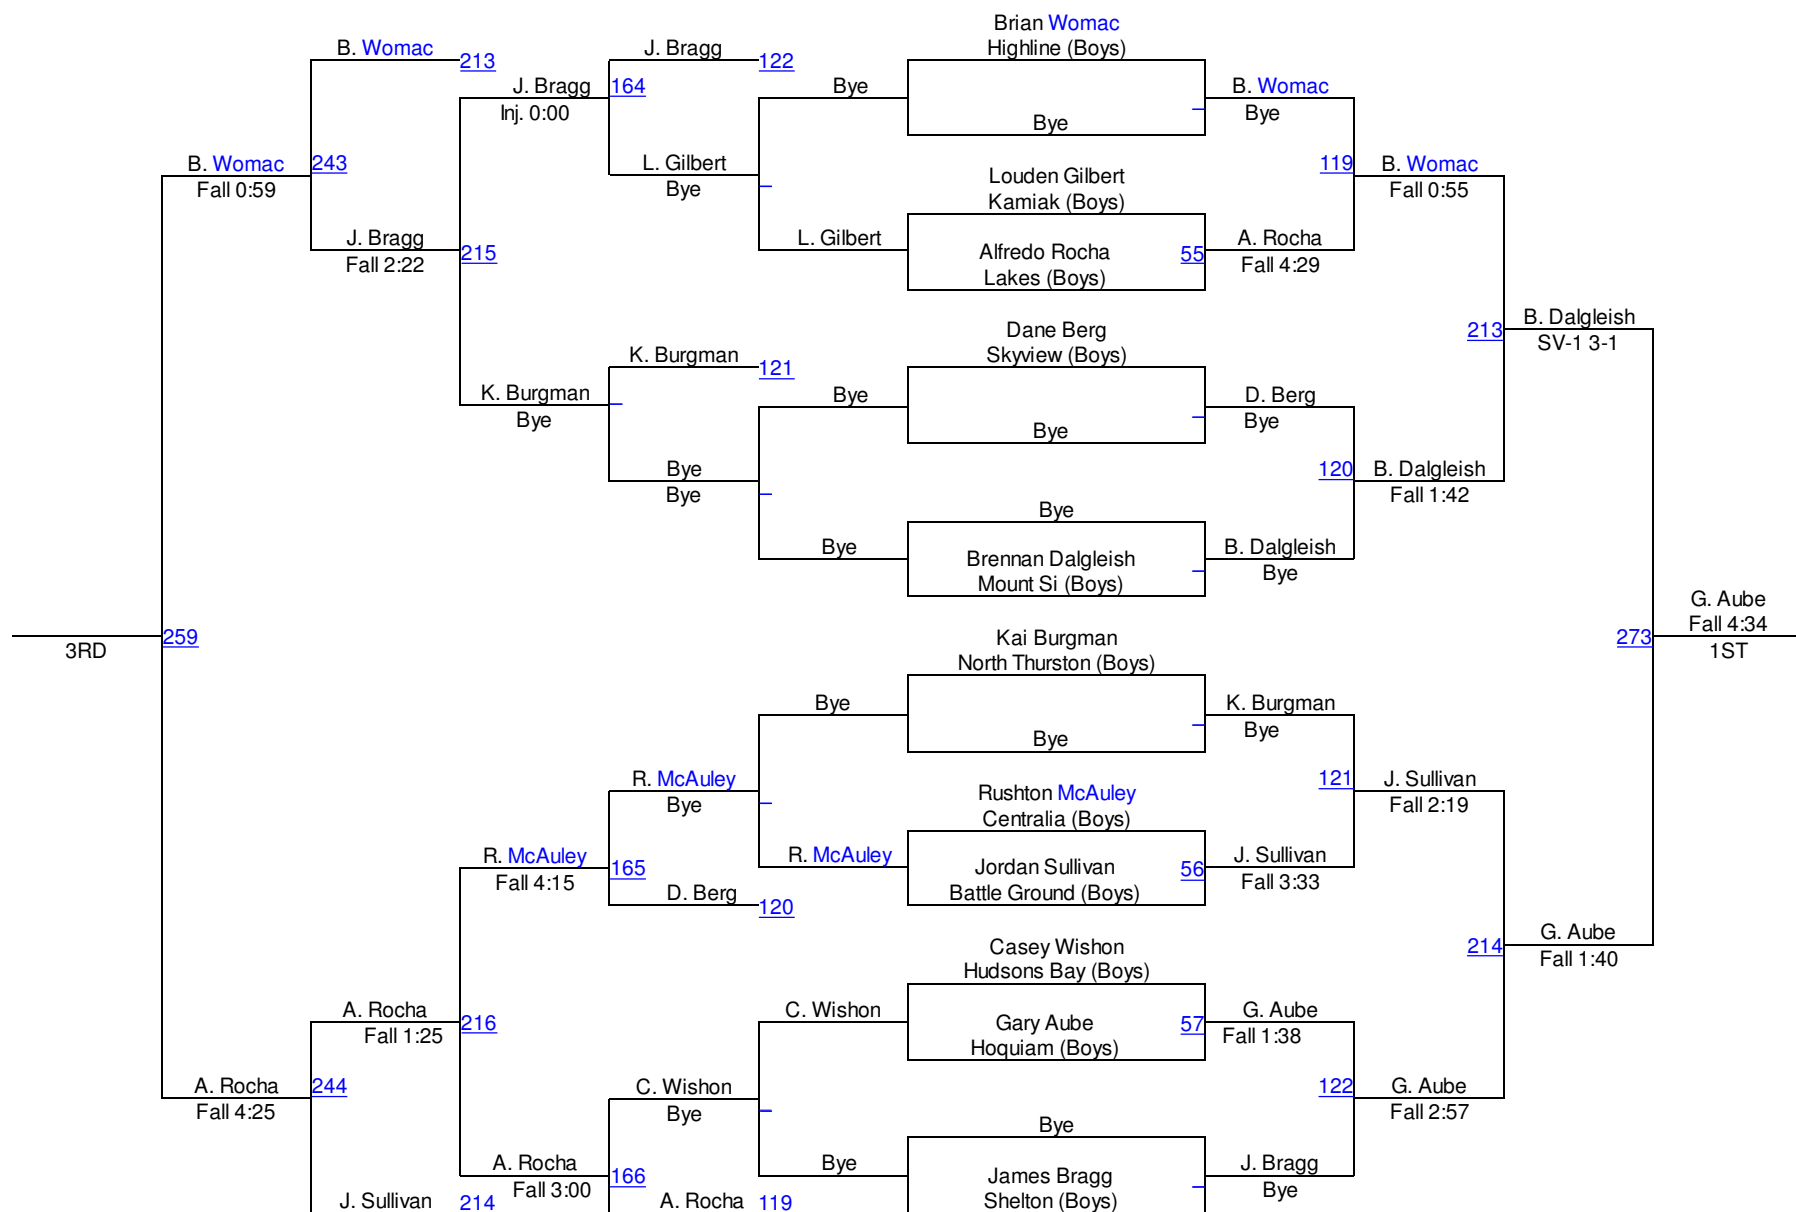 Brian Womac
B. Womac
213
J. Bragg
122
Highline (Boys)
J. Bragg
164
Bye
B. Womac
Inj. 0:00
Bye
Bye
B. Womac
243
L. Gilbert
Louden Gilbert
119
B. Womac
Fall 0:59
Bye
Kamiak (Boys)
Fall 0:55
J. Bragg
215
L. Gilbert
Alfredo Rocha
55
A. Rocha
Fall 2:22
Lakes (Boys)
Fall 4:29
Dane Berg
213
B. Dalgleish
K. Burgman
121
Skyview (Boys)
SV-1 3-1
K. Burgman
Bye
D. Berg
Bye
Bye
Bye
Bye
120
B. Dalgleish
Bye
Fall 1:42
Bye
Bye
Brennan Dalgleish
B. Dalgleish
Mount Si (Boys)
Bye
G. Aube
259
Kai Burgman
273
Fall 4:34
3RD
North Thurston (Boys)
1ST
Bye
K. Burgman
Bye
Bye
R. McAuley
Rushton McAuley
121
J. Sullivan
Bye
Centralia (Boys)
Fall 2:19
R. McAuley
165
R. McAuley
Jordan Sullivan
56
J. Sullivan
Fall 4:15
D. Berg
120
Battle Ground (Boys)
Fall 3:33
Casey Wishon
214
G. Aube
Hudsons Bay (Boys)
Fall 1:40
A. Rocha
216
C. Wishon
Gary Aube
57
G. Aube
Fall 1:25
Hoquiam (Boys)
Fall 1:38
A. Rocha
244
C. Wishon
122
G. Aube
Fall 4:25
Bye
Bye
Fall 2:57
A. Rocha
166
Bye
James Bragg
J. Bragg
Fall 3:00
Bye
J. Sullivan
214
A. Rocha
119
Shelton (Boys)